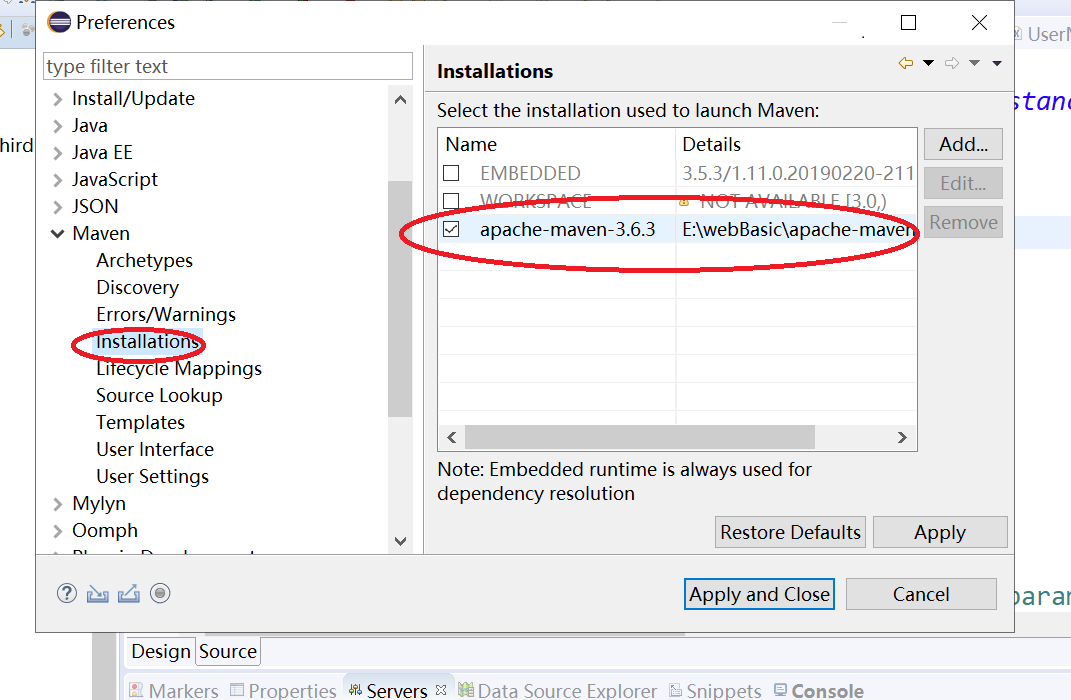 Preferences
UserM
type filter text
Install/Update
Java
Java EE
JavaScript
JSON
Maven
Archetypes
Discovery
Errors/Warnings
Installations
Lifecycle Mappings
Source Lookup
Templates
User Interface
User Settings
Mylyn
Oomph
hird
Installations
Select the installation used to launch Maven:
Name Details
EMBEDDED 3.5.3/1.11.0.20190220-211
WORKSPACE NOT AVAILABLE [3.0,)
apache-maven-3.6.3 E:\webBasic\apache-maven
Add...
Edit...
Remove
Note: Embedded runtime is always used for
dependency resolution
Restore Defaults Apply
Apply and Close Cancel
stanc
param
Design Source
Markers Properties Servers Data Source Explorer Snippets Console